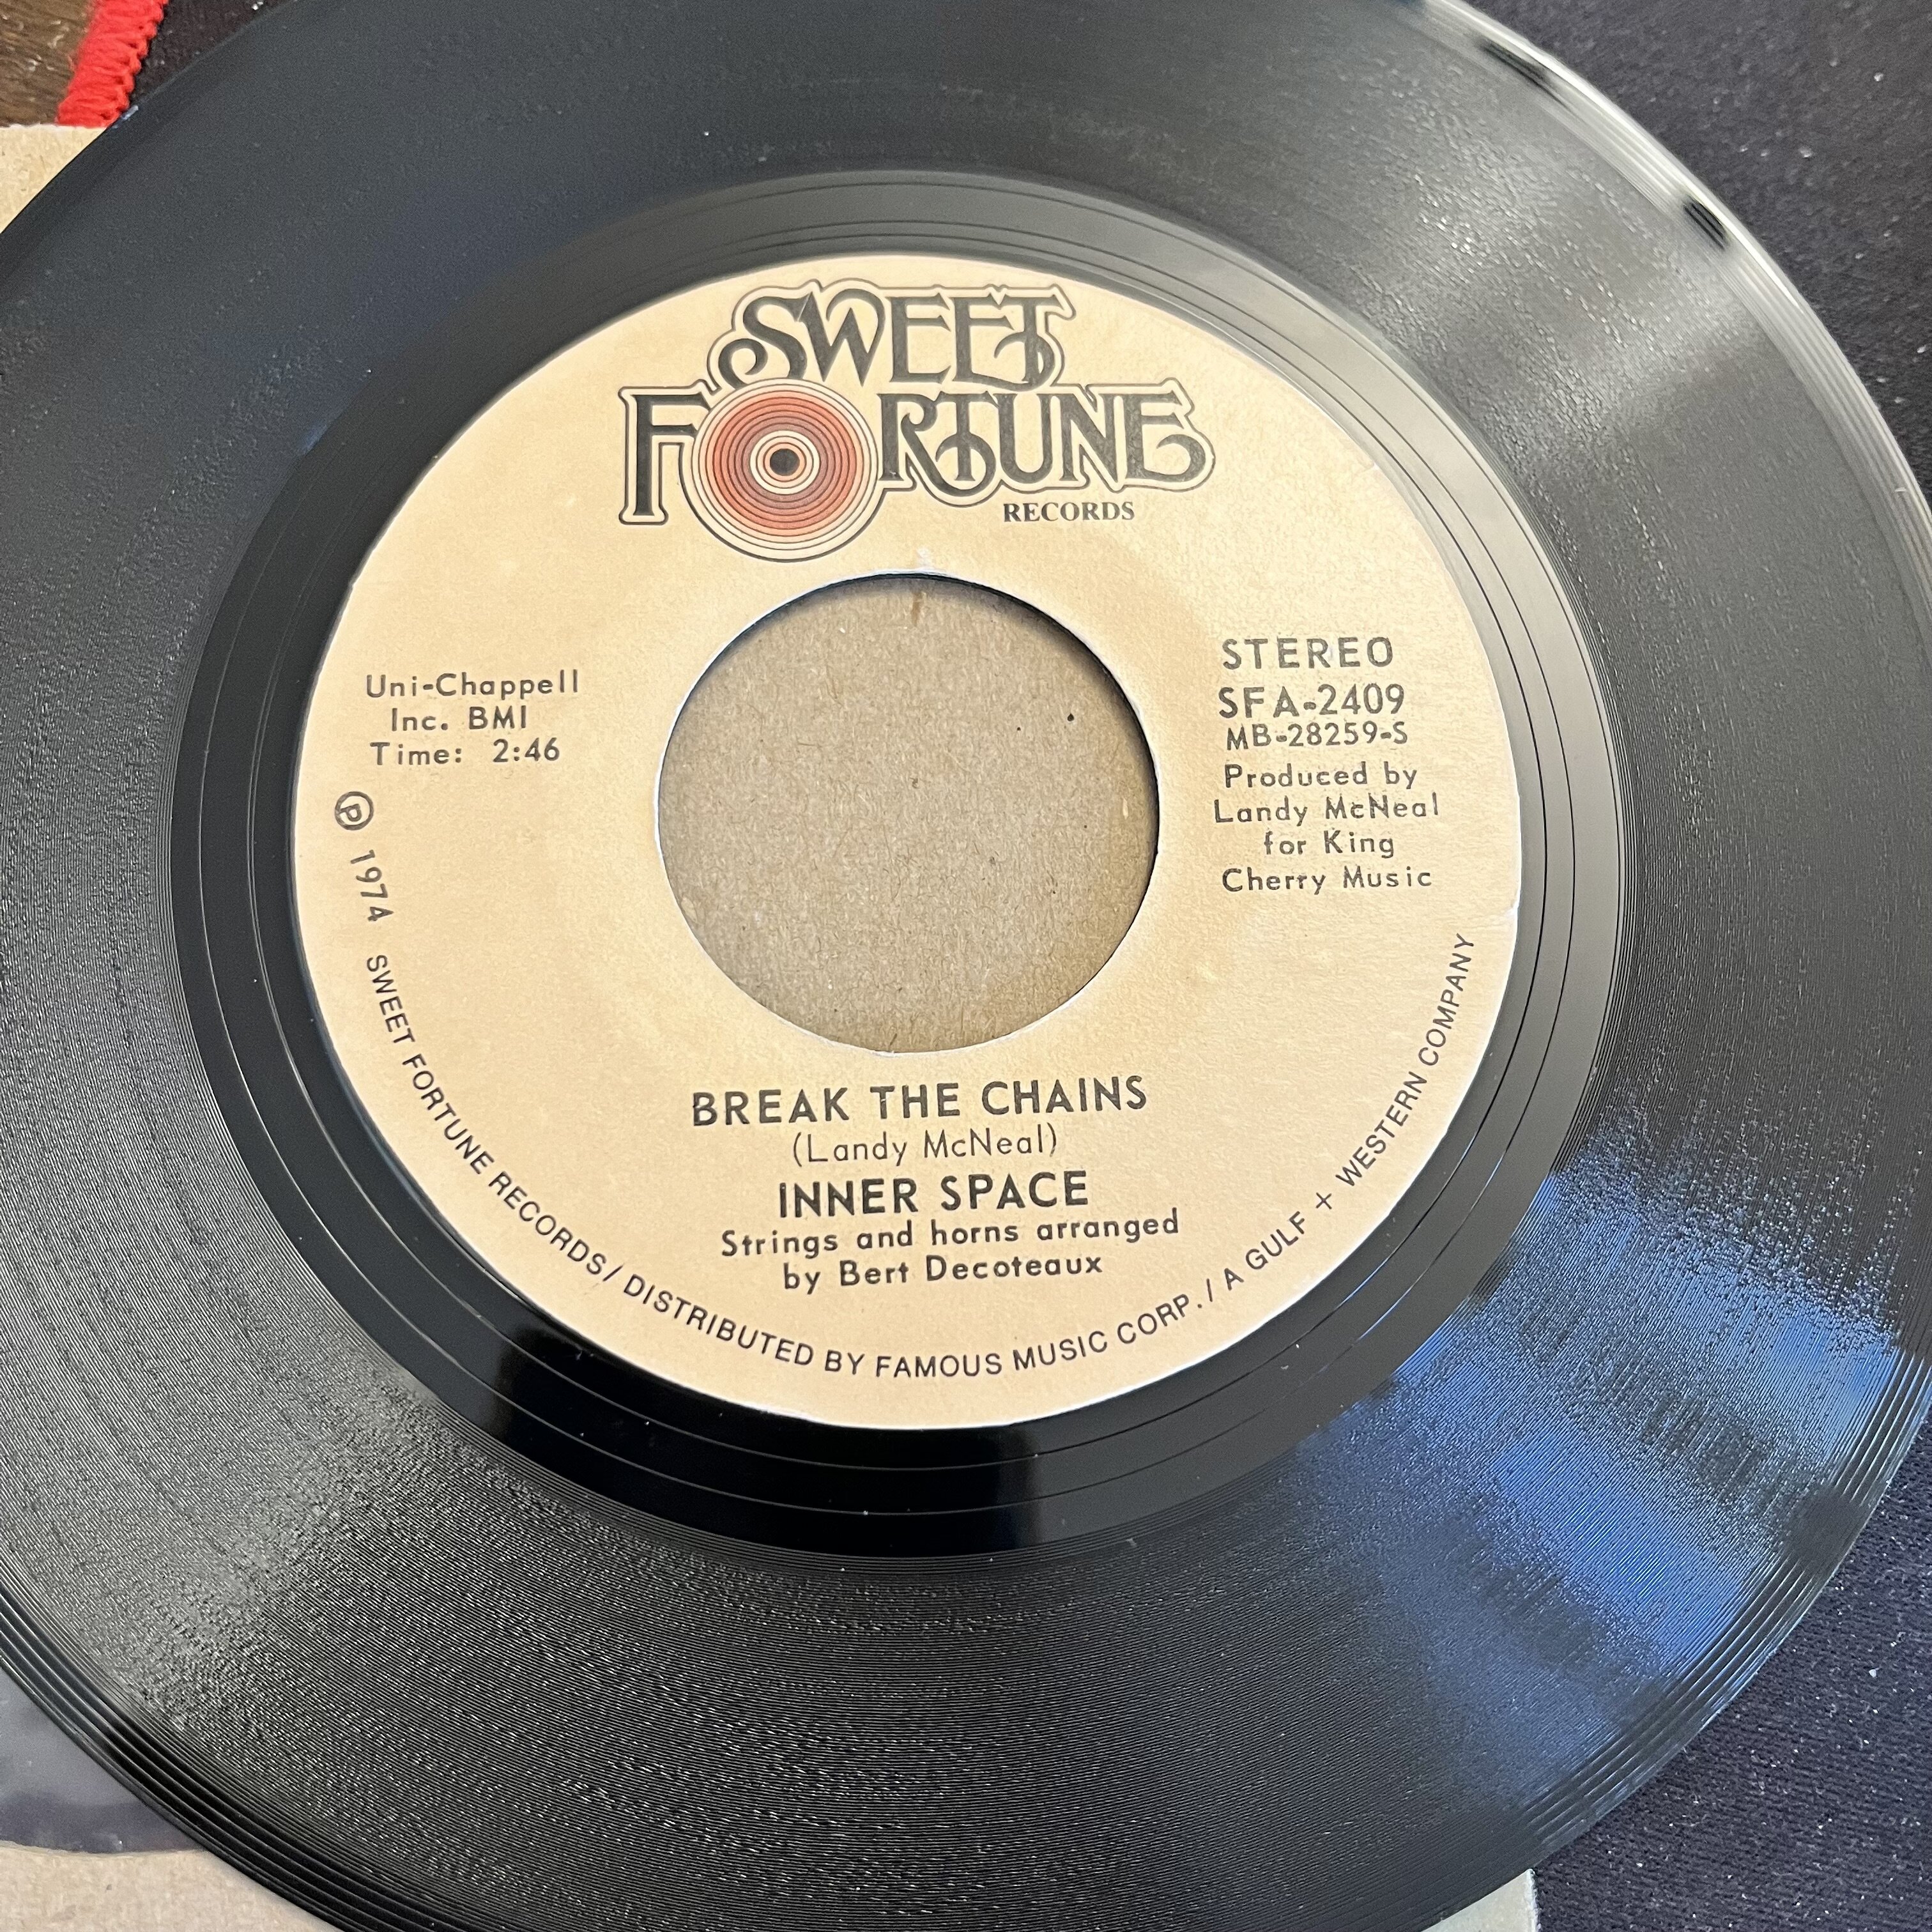 SWEET
FORTUNE
RECORDS
Uni-Chappell
Inc. BMI
Time: 2:46
STEREO
SFA-2409
MB-28259-S
Produced by
Landy McNeal
for King
Cherry Music
BREAK THE CHAINS
(Landy McNeal)
INNER SPACE
Strings and horns arranged
by Bert Decoteaux
℗ 1974 SWEET FORTUNE RECORDS/DISTRIBUTED BY FAMOUS MUSIC CORP./A GULF + WESTERN COMPANY